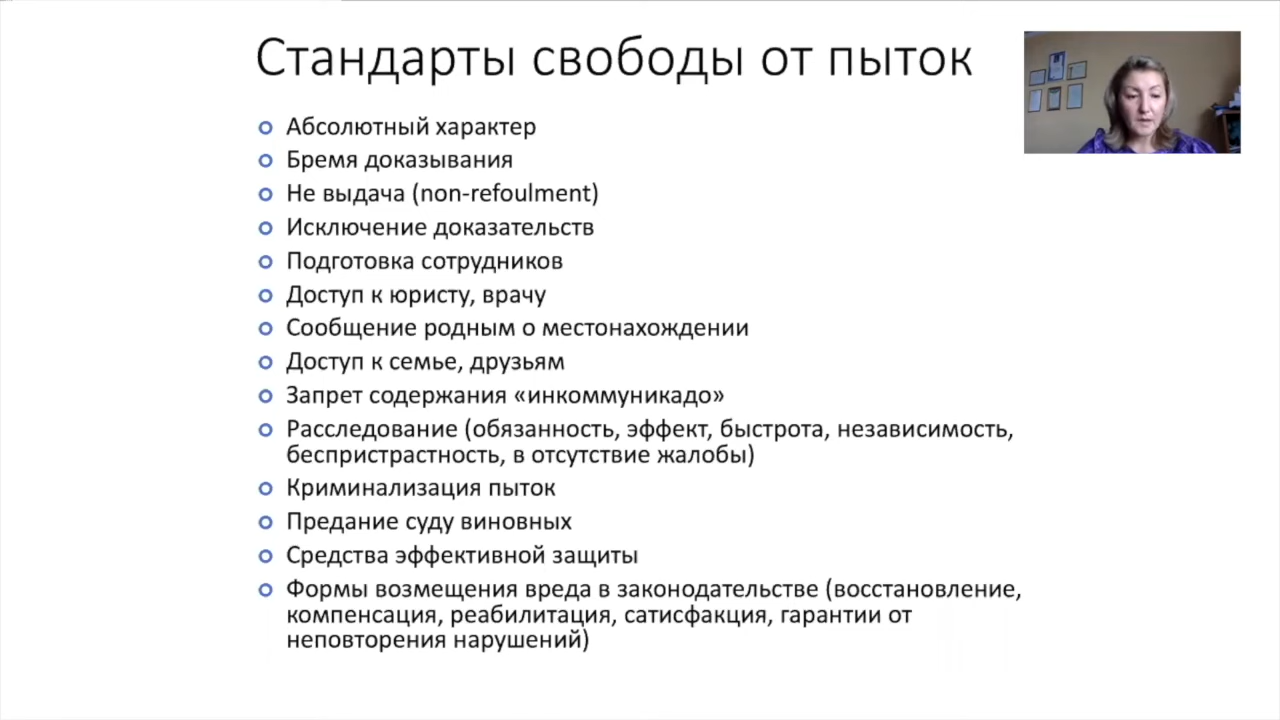 Стандарты свободы от пыток
Абсолютный характер
Бремя доказывания
Не выдача (non-refoulment)
Исключение доказательств
Подготовка сотрудников
Доступ к юристу, врачу
Сообщение родным о местонахождении
Доступ к семье, друзьям
Запрет содержания «инкоммуникадо»
Расследование (обязанность, эффект, быстрота, независимость,
беспристрастность, в отсутствие жалобы)
Криминализация пыток
Предание суду виновных
Средства эффективной защиты
Формы возмещения вреда в законодательстве (восстановление,
компенсация, реабилитация, сатисфакция, гарантии от
неповторения нарушений)